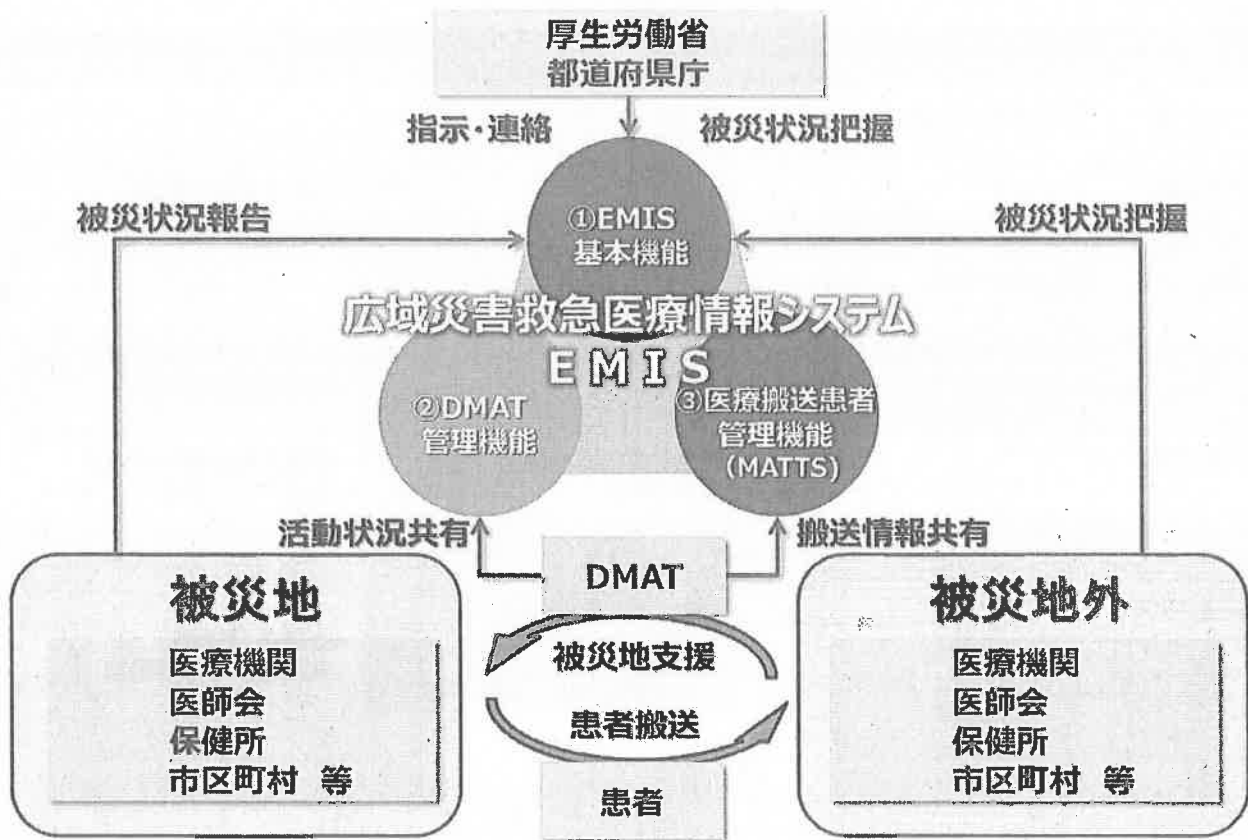 厚生労働省
都道府県庁
指示・連絡
被災状況把握
被災状況報告
被災状況把握
①EMIS
基本機能
広域災害救急医療情報システム
EMIS
②DMAT
管理機能
③医療搬送患者
管理機能
(MATTS)
活動状況共有
搬送情報共有
DMAT
被災地
医療機関
医師会
保健所
市区町村 等
被災地支援
患者搬送
患者
被災地外
医療機関
医師会
保健所
市区町村 等